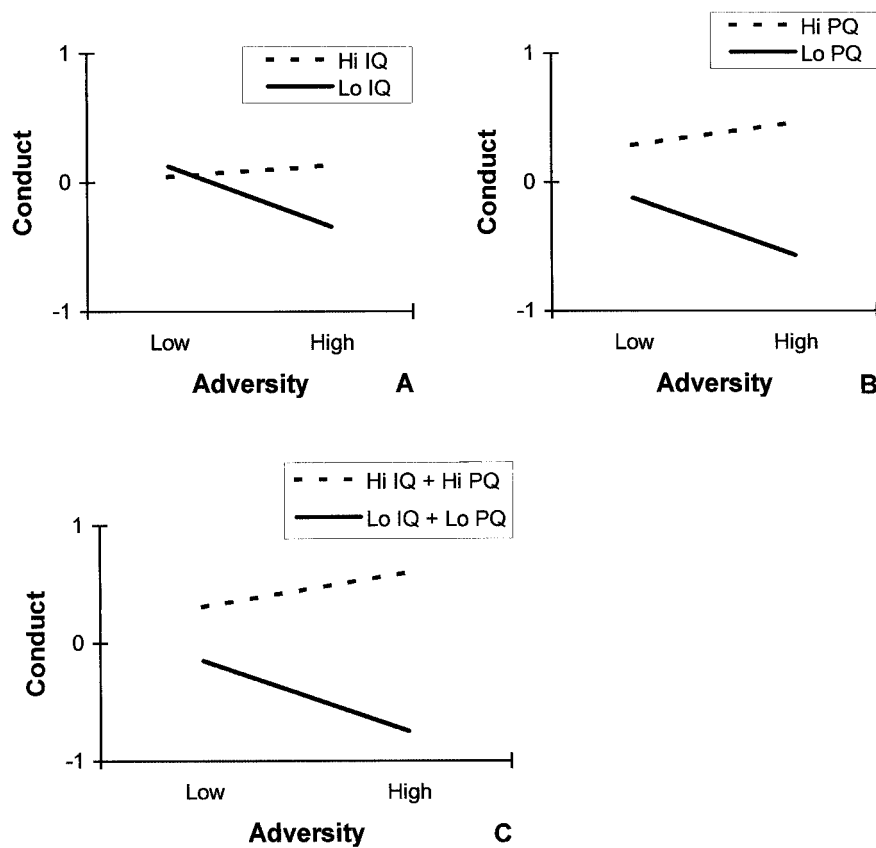 Hi IQ
Lo IQ
1
0
-1
Conduct
Low High
Adversity A
Hi PQ
Lo PQ
1
0
-1
Conduct
Low High
Adversity B
Hi IQ + Hi PQ
Lo IQ + Lo PQ
1
0
-1
Conduct
Low High
Adversity C